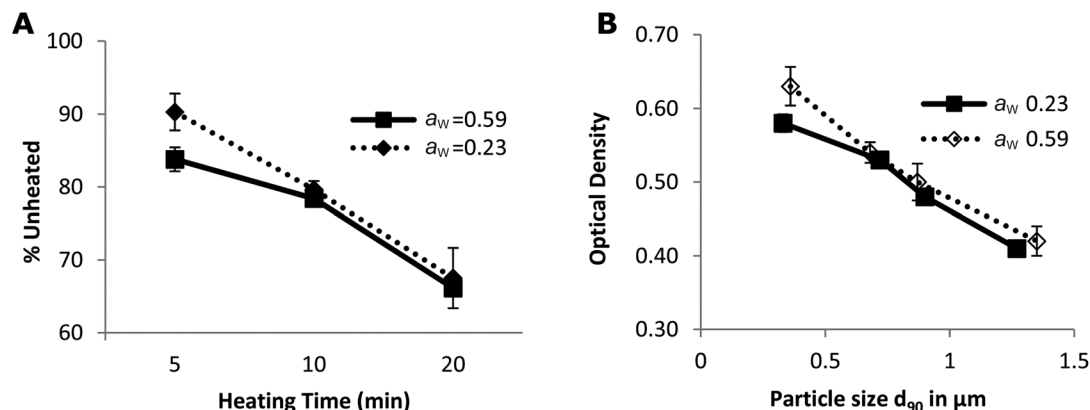 A
100
90
80
70
60
% Unheated
aW=0.59
aW=0.23
5 10 20
Heating Time (min)
B
0.70
0.60
0.50
0.40
0.30
Optical Density
aW 0.23
aW 0.59
0 0.5 1 1.5
Particle size d90 in µm